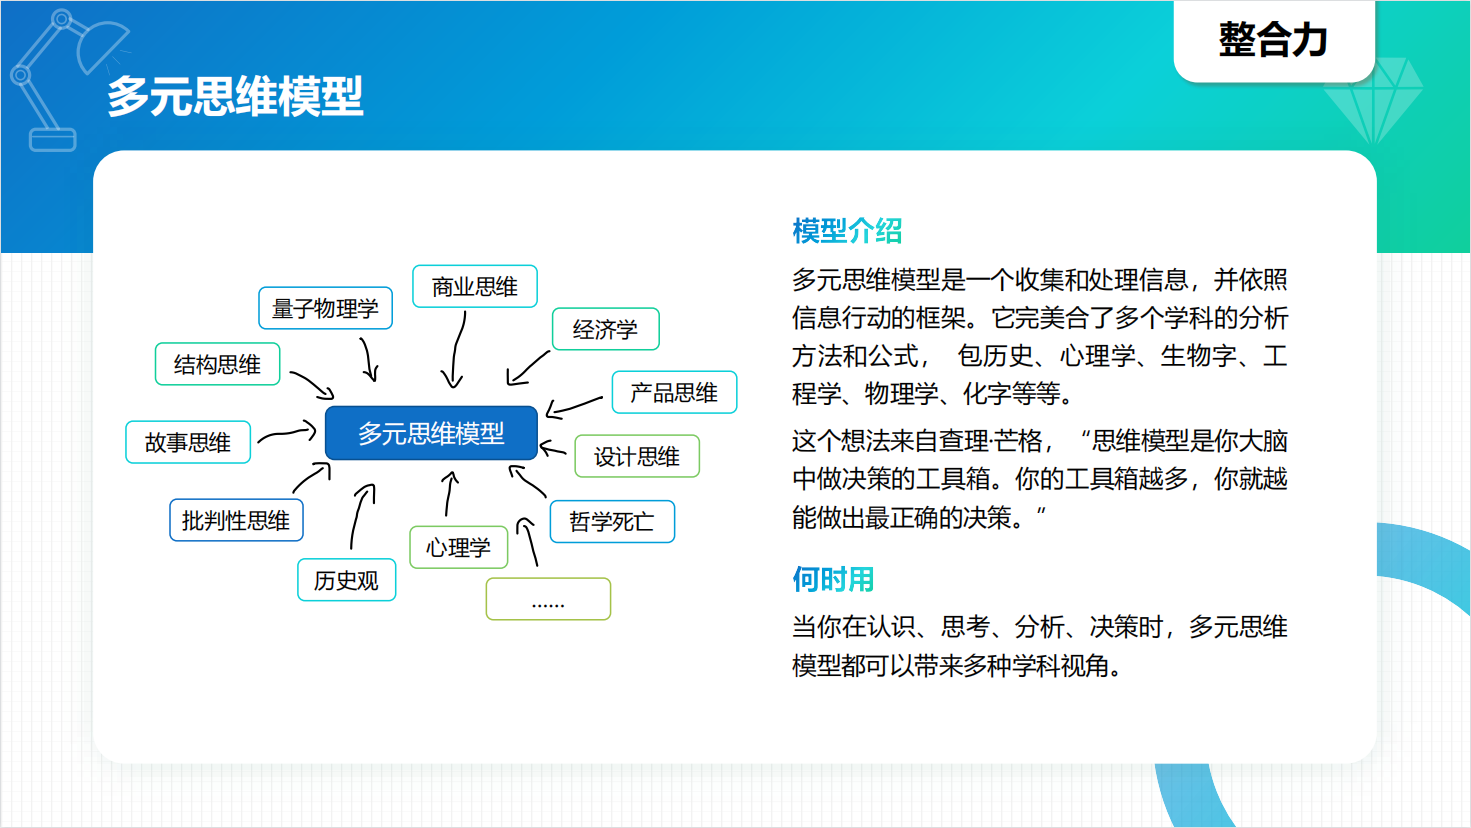 整合力
多元思维模型
商业思维
量子物理学
经济学
结构思维
产品思维
故事思维
多元思维模型
设计思维
批判性思维
哲学死亡
心理学
历史观
......
模型介绍
多元思维模型是一个收集和处理信息，并依照
信息行动的框架。它完美合了多个学科的分析
方法和公式， 包历史、心理学、生物字、工
程学、物理学、化字等等。
这个想法来自查理·芒格，“思维模型是你大脑
中做决策的工具箱。你的工具箱越多，你就越
能做出最正确的决策。”
何时用
当你在认识、思考、分析、决策时，多元思维
模型都可以带来多种学科视角。